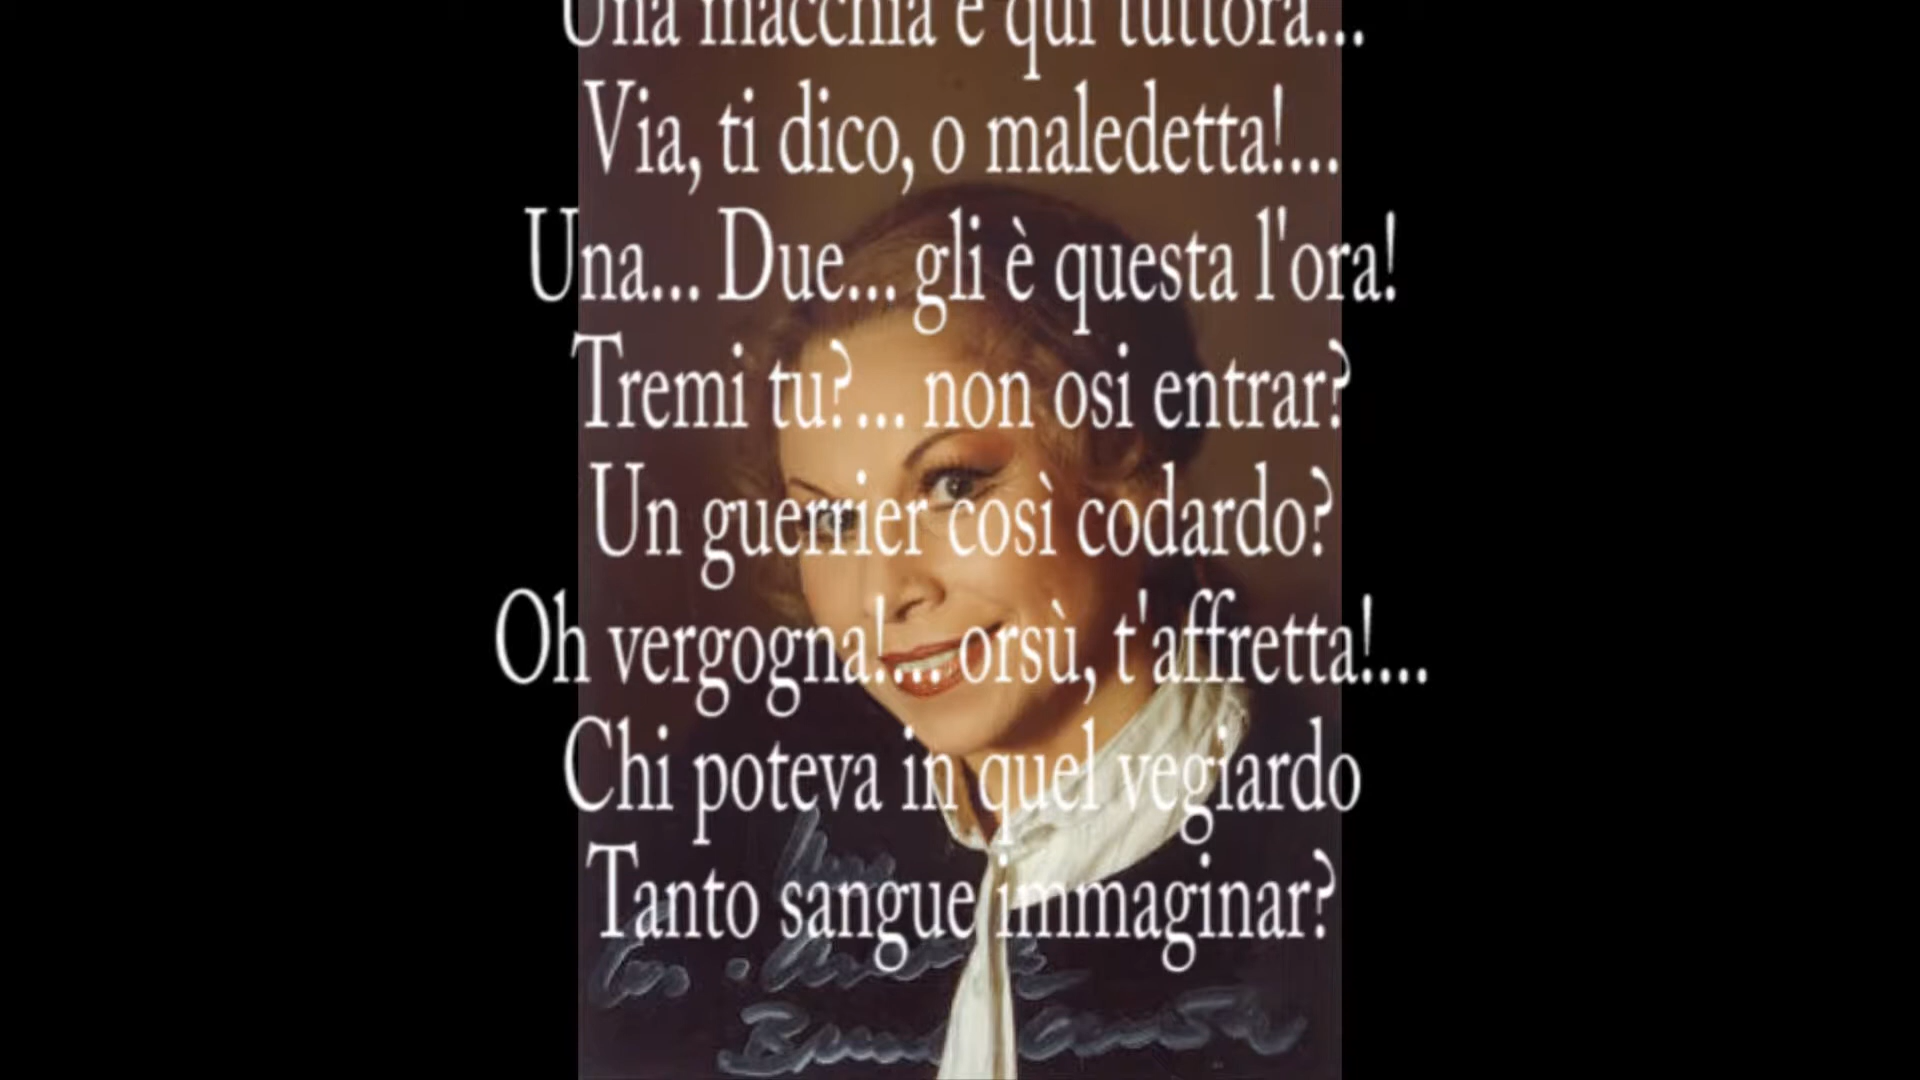 Una macchia è qui tuttora...
Via, ti dico, o maledetta!...
Una... Due... gli è questa l'ora!
Tremi tu?... non osi entrar?
Un guerrier così codardo?
Oh vergogna!... orsù, t'affretta!...
Chi poteva in quel vegiardo
Tanto sangue immaginar?